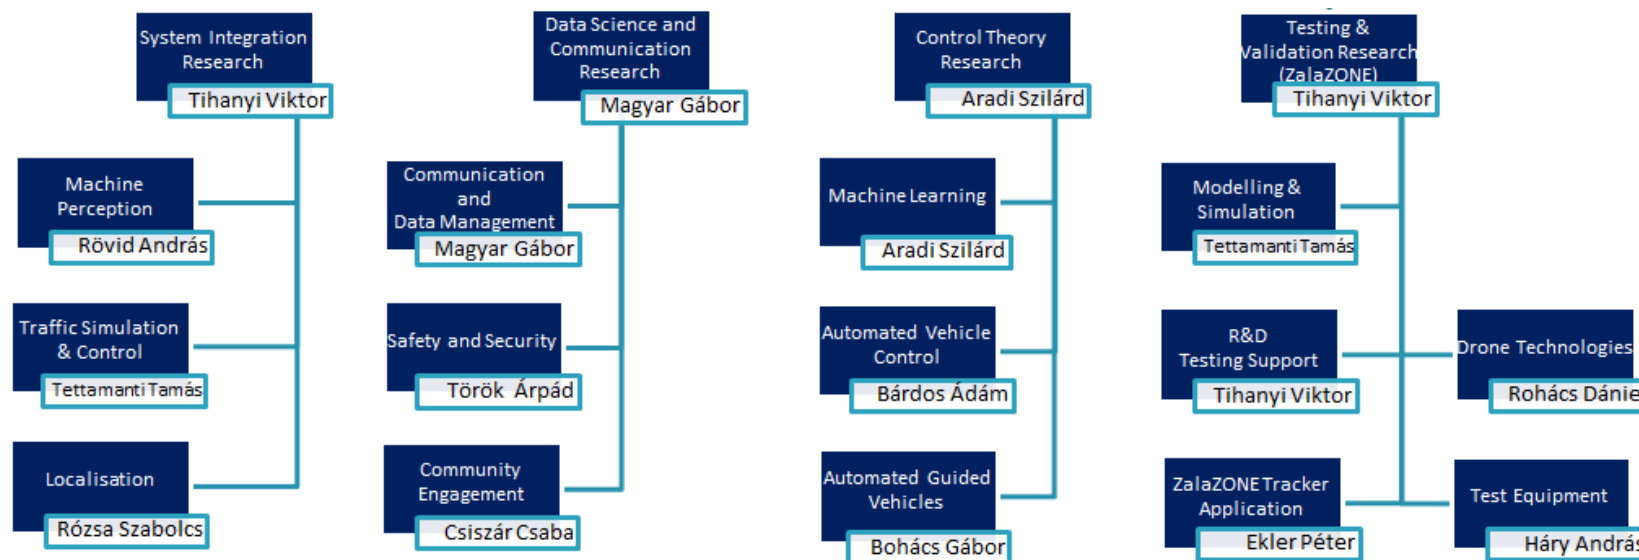 System Integration
Research
Tihanyi Viktor
Machine
Perception
Rövid András
Traffic Simulation
& Control
Tettamanti Tamás
Localisation
Rózsa Szabolcs
Data Science and
Communication
Research
Magyar Gábor
Communication
and
Data Management
Magyar Gábor
Safety and Security
Török Árpád
Community
Engagement
Csiszár Csaba
Control Theory
Research
Aradi Szilárd
Machine Learning
Aradi Szilárd
Automated Vehicle
Control
Bárdos Ádám
Automated Guided
Vehicles
Bohács Gábor
Testing &
Validation Research
(ZalaZONE)
Tihanyi Viktor
Modelling &
Simulation
Tettamanti Tamás
R&D
Testing Support
Tihanyi Viktor
Drone Technologies
Rohács Dánie
ZalaZONE Tracker
Application
Ekler Péter
Test Equipment
Háry András